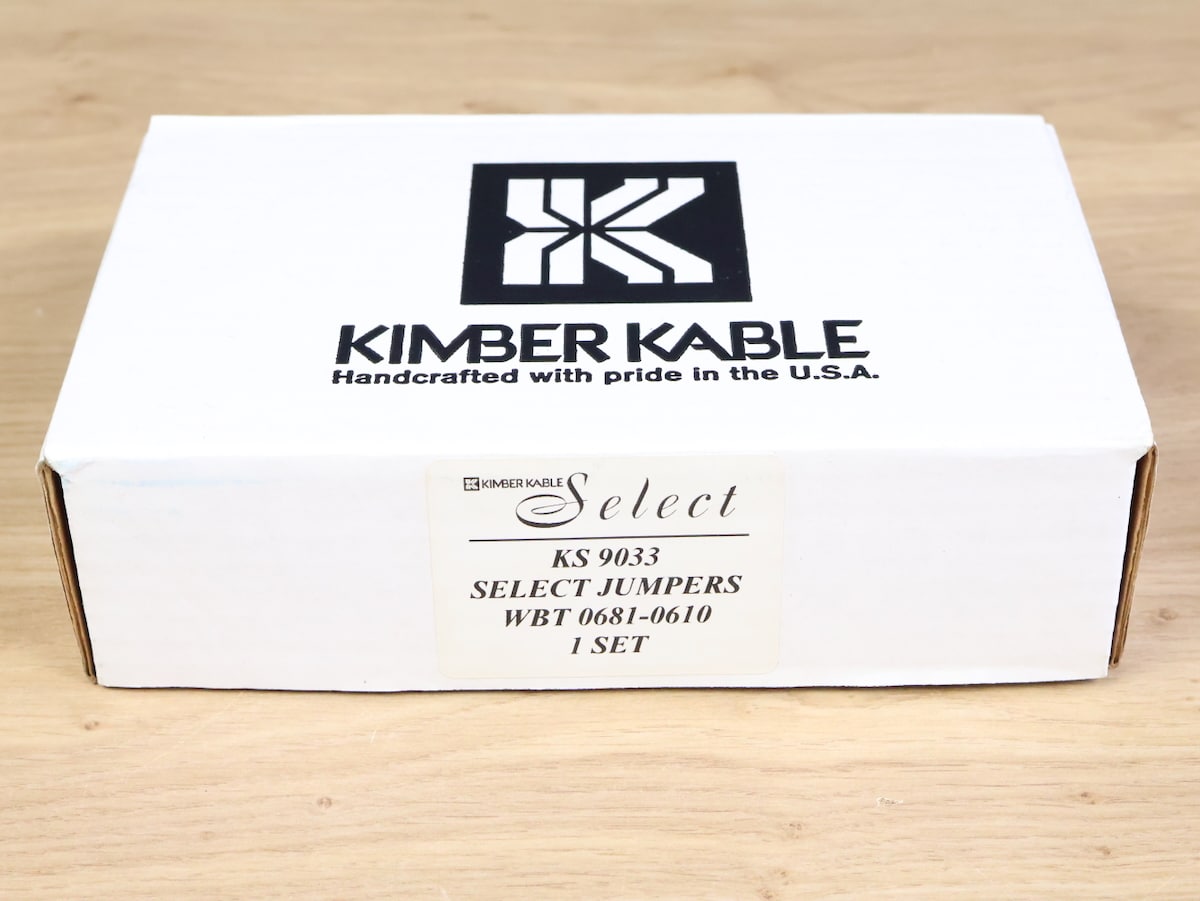 KIMBER KABLE
Handcrafted with pride in the U.S.A.
KIMBER KABLE Select
KS 9033
SELECT JUMPERS
WBT 0681-0610
1 SET